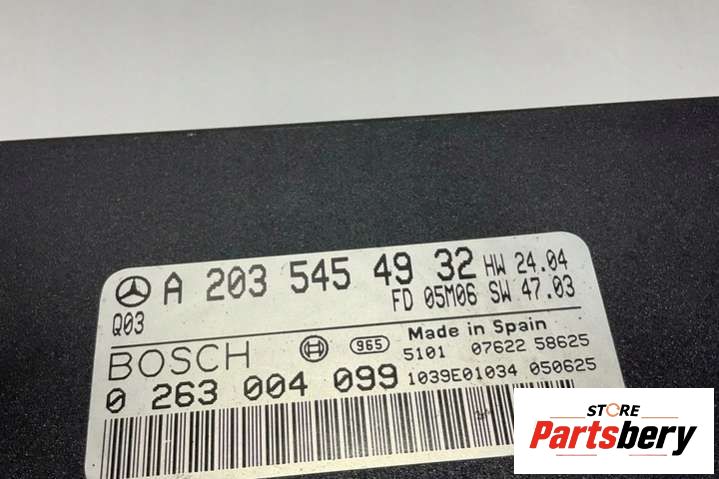 A 203 545 49 32 HW 24.04
Q03 FD 05M06 SW 47.03
BOSCH 965 Made in Spain
5101 07622 58625
0 263 004 099 1039E01034 050625
STORE
Partsbery